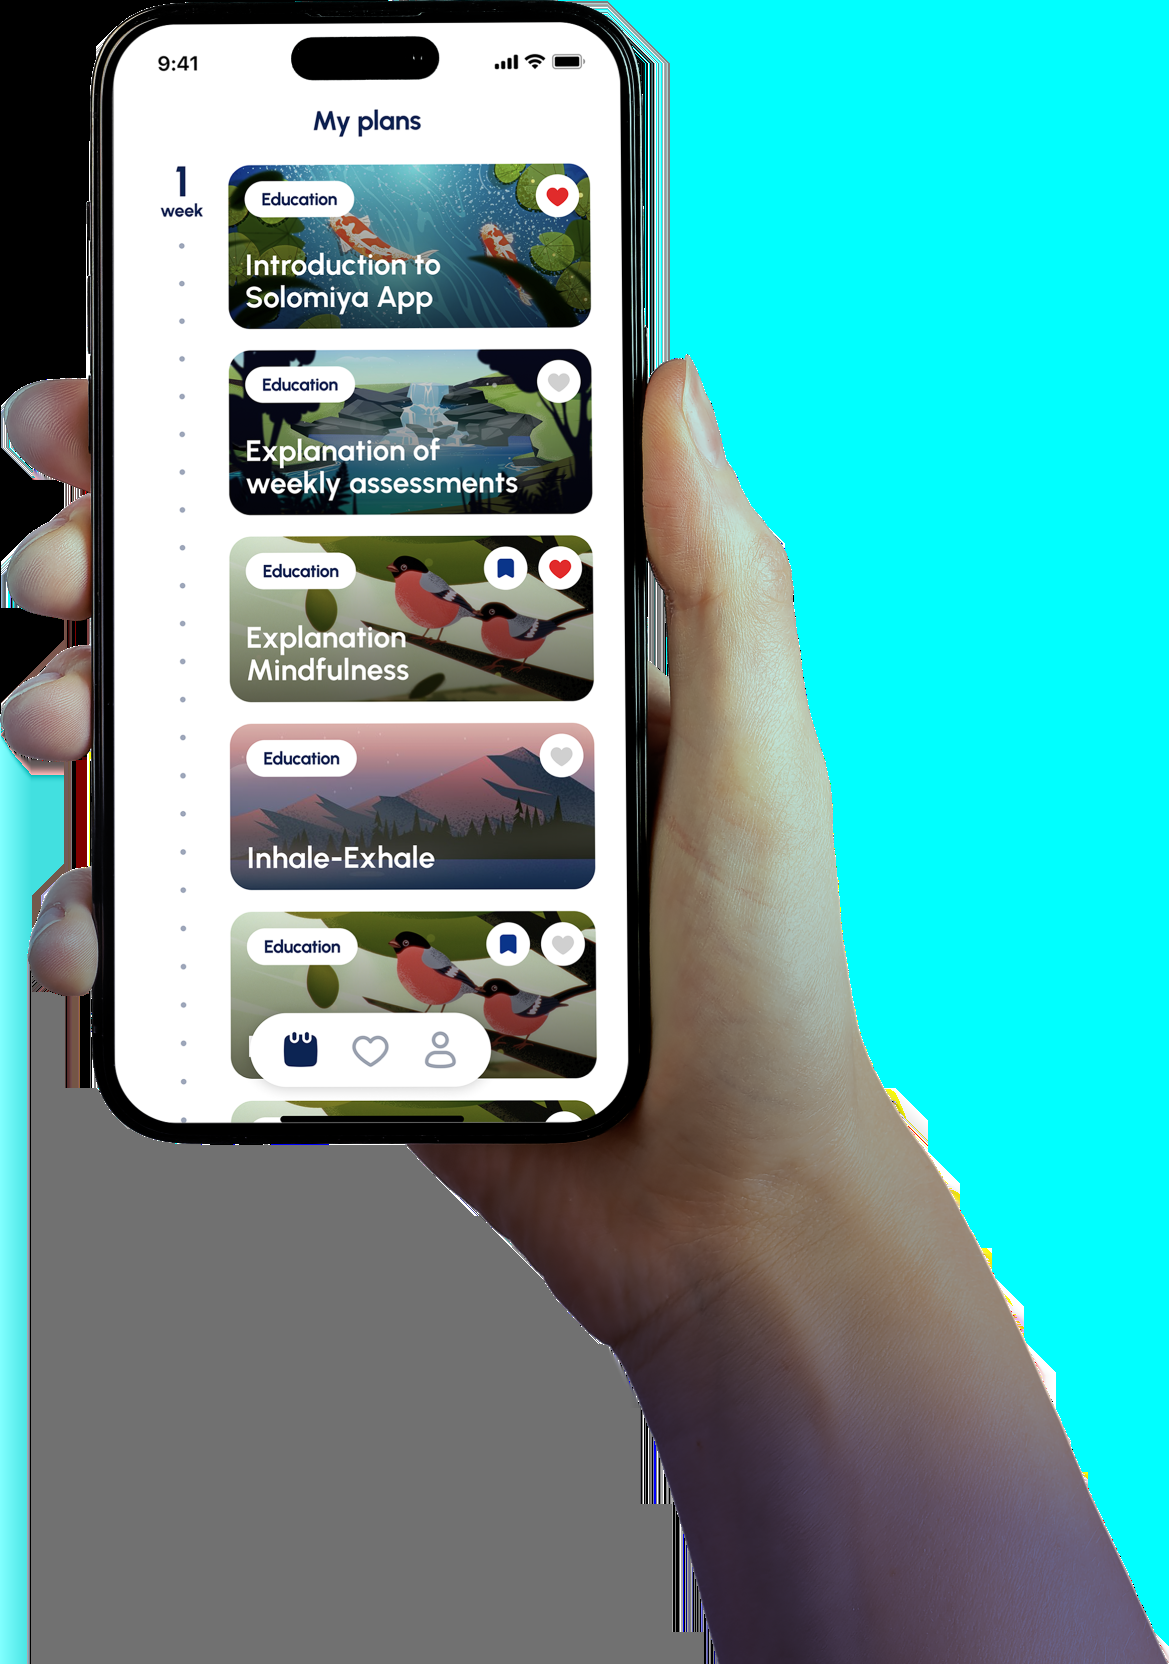 9:41
My plans
1
week
Education
Introduction to
Solomiya App
Education
Explanation of
weekly assessments
Education
Explanation
Mindfulness
Education
Inhale-Exhale
Education